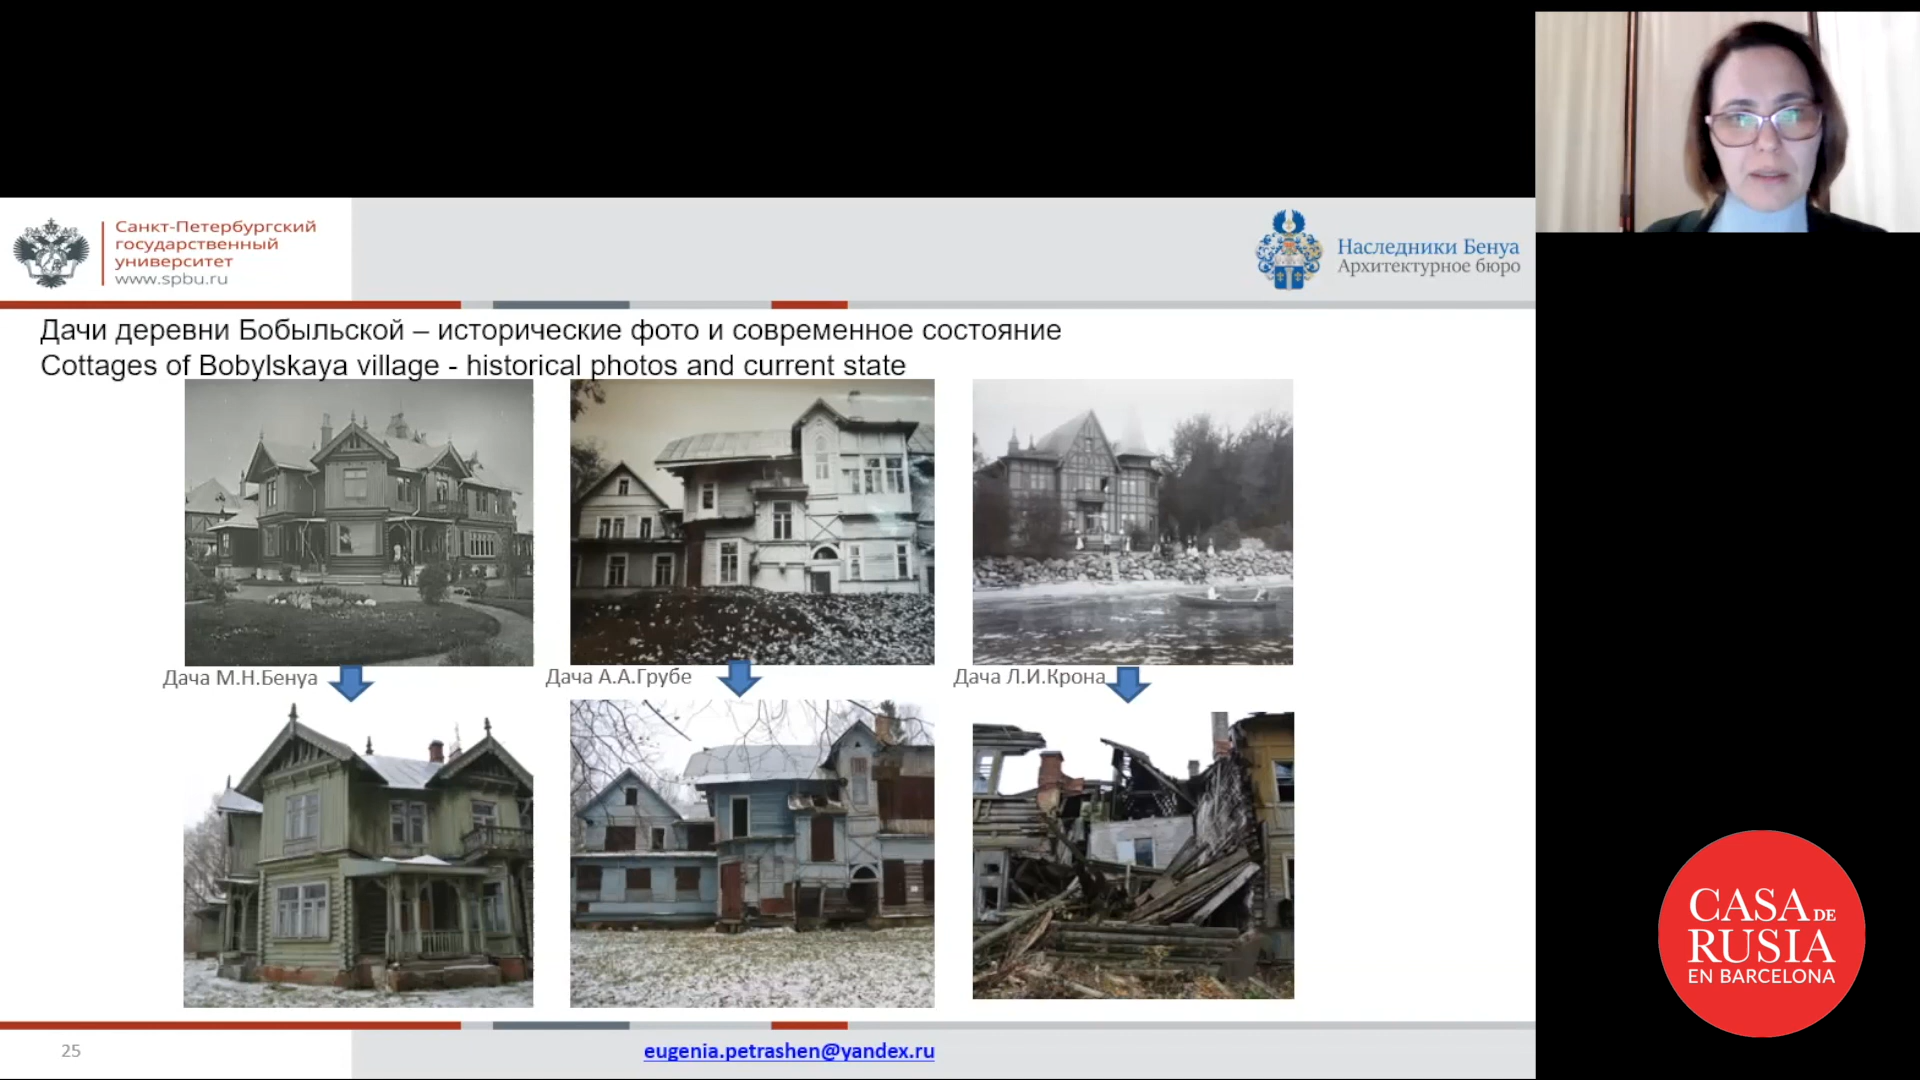 Санкт-Петербургский
государственный
университет
www.spbu.ru
Наследники Бенуа
Архитектурное бюро
Дачи деревни Бобыльской – исторические фото и современное состояние
Cottages of Bobylskaya village - historical photos and current state
Дача М.Н.Бенуа
Дача А.А.Грубе
Дача Л.И.Крона
25
eugenia.petrashen@yandex.ru
CASA DE
RUSIA
EN BARCELONA